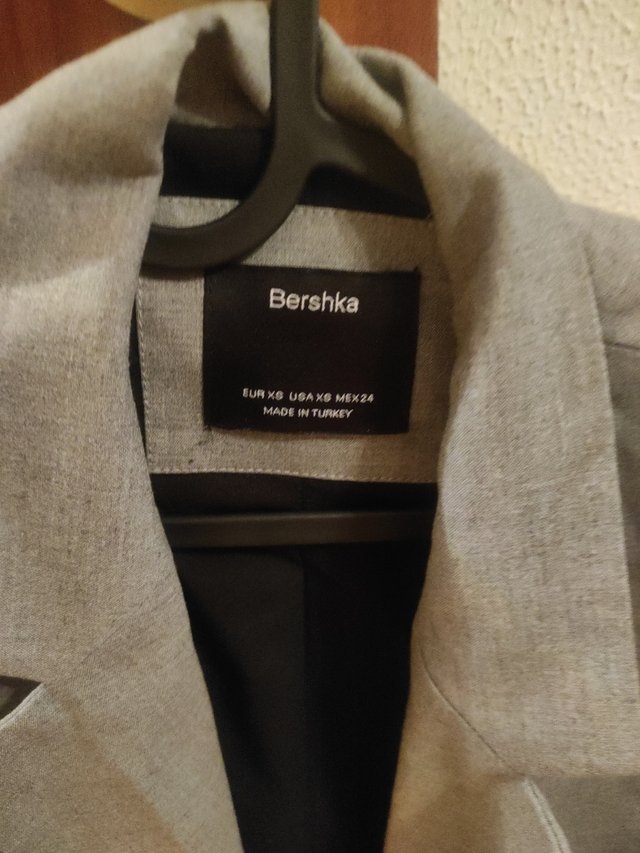 Bershka
EUR XS USA XS MEX 24
MADE IN TURKEY